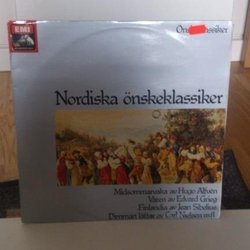 EMI
Önskeklassiker
Nordiska önskeklassiker
Midsommarvaka av Hugo Alfvén
Våren av Edvard Grieg
Finlandia av Jean Sibelius
Dimman lättar av Carl Nielsen m.fl.